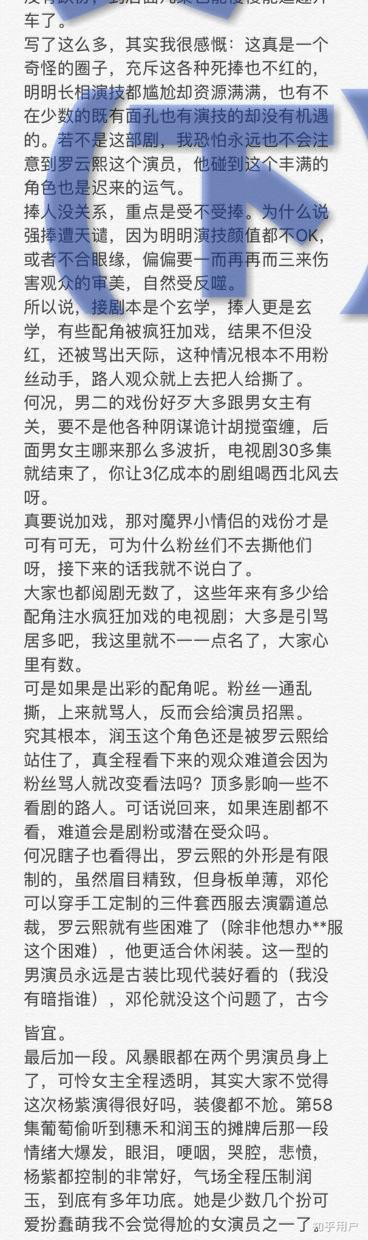 车了。
写了这么多，其实我很感慨：这真是一个
奇怪的圈子，充斥这各种死捧也不红的，
明明长相演技都尴尬却资源满满，也有不
在少数的既有面孔也有演技的却没有机遇
的。若不是这部剧，我恐怕永远也不会注
意到罗云熙这个演员，他碰到这个丰满的
角色也是迟来的运气。
捧人没关系，重点是受不受捧。为什么说
强捧遭天谴，因为明明演技颜值都不OK，
或者不合眼缘，偏偏要一而再再而三来伤
害观众的审美，自然受反噬。
所以说，接剧本是个玄学，捧人更是玄
学，有些配角被疯狂加戏，结果不但没
红，还被骂出天际，这种情况根本不用粉
丝动手，路人观众就上去把人给撕了。
何况，男二的戏份好歹大多跟男女主有
关，要不是他各种阴谋诡计胡搅蛮缠，后
面男女主哪来那么多波折，电视剧30多集
就结束了，你让3亿成本的剧组喝西北风去
呀。
真要说加戏，那对魔界小情侣的戏份才是
可有可无，可为什么粉丝们不去撕他们
呀，接下来的话我就不说白了。
大家也都阅剧无数了，这些年来有多少给
配角注水疯狂加戏的电视剧；大多是引骂
居多吧，我这里就不一一点名了，大家心
里有数。
可是如果是出彩的配角呢。粉丝一通乱
撕，上来就骂人，反而会给演员招黑。
究其根本，润玉这个角色还是被罗云熙给
站住了，真全程看下来的观众难道会因为
粉丝骂人就改变看法吗？顶多影响一些不
看剧的路人。可话说回来，如果连剧都不
看，难道会是剧粉或潜在受众吗。
何况瞎子也看得出，罗云熙的外形是有限
制的，虽然眉目精致，但身板单薄，邓伦
可以穿手工定制的三件套西服去演霸道总
裁，罗云熙就有些困难了（除非他想办**服
这个困难），他更适合休闲装。这一型的
男演员永远是古装比现代装好看的（我没
有暗指谁），邓伦就没这个问题了，古今
皆宜。
最后加一段。风暴眼都在两个男演员身上
了，可怜女主全程透明，其实大家不觉得
这次杨紫演得很好吗，装傻都不尬。第58
集葡萄偷听到穗禾和润玉的摊牌后那一段
情绪大爆发，眼泪，哽咽，哭腔，悲愤，
杨紫都控制的非常好，气场全程压制润
玉，到底有多年功底。她是少数几个扮可
爱扮蠢萌我不会觉得尬的女演员之一了。
知乎用户
（下）